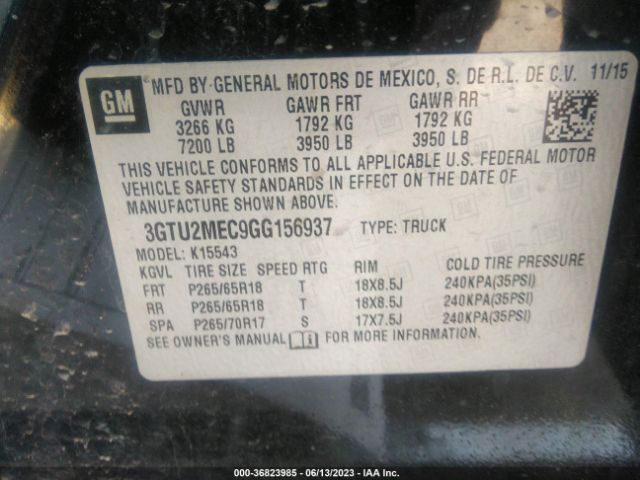 GM
MFD BY GENERAL MOTORS DE MEXICO, S. DE R.L. DE C.V. 11/15
GVWR GAWR FRT GAWR RR
3266 KG 1792 KG 1792 KG
7200 LB 3950 LB 3950 LB
THIS VEHICLE CONFORMS TO ALL APPLICABLE U.S. FEDERAL MOTOR
VEHICLE SAFETY STANDARDS IN EFFECT ON THE DATE OF
MANUFACTURE SHOWN ABOVE.
3GTU2MEC9GG156937 TYPE: TRUCK
MODEL: K15543
KGVL TIRE SIZE SPEED RTG RIM COLD TIRE PRESSURE
FRT P265/65R18 T 18X8.5J 240KPA(35PSI)
RR P265/65R18 T 18X8.5J 240KPA(35PSI)
SPA P265/70R17 S 17X7.5J 240KPA(35PSI)
SEE OWNER'S MANUAL FOR MORE INFORMATION.
000-36823985 - 06/13/2023 - IAA Inc.